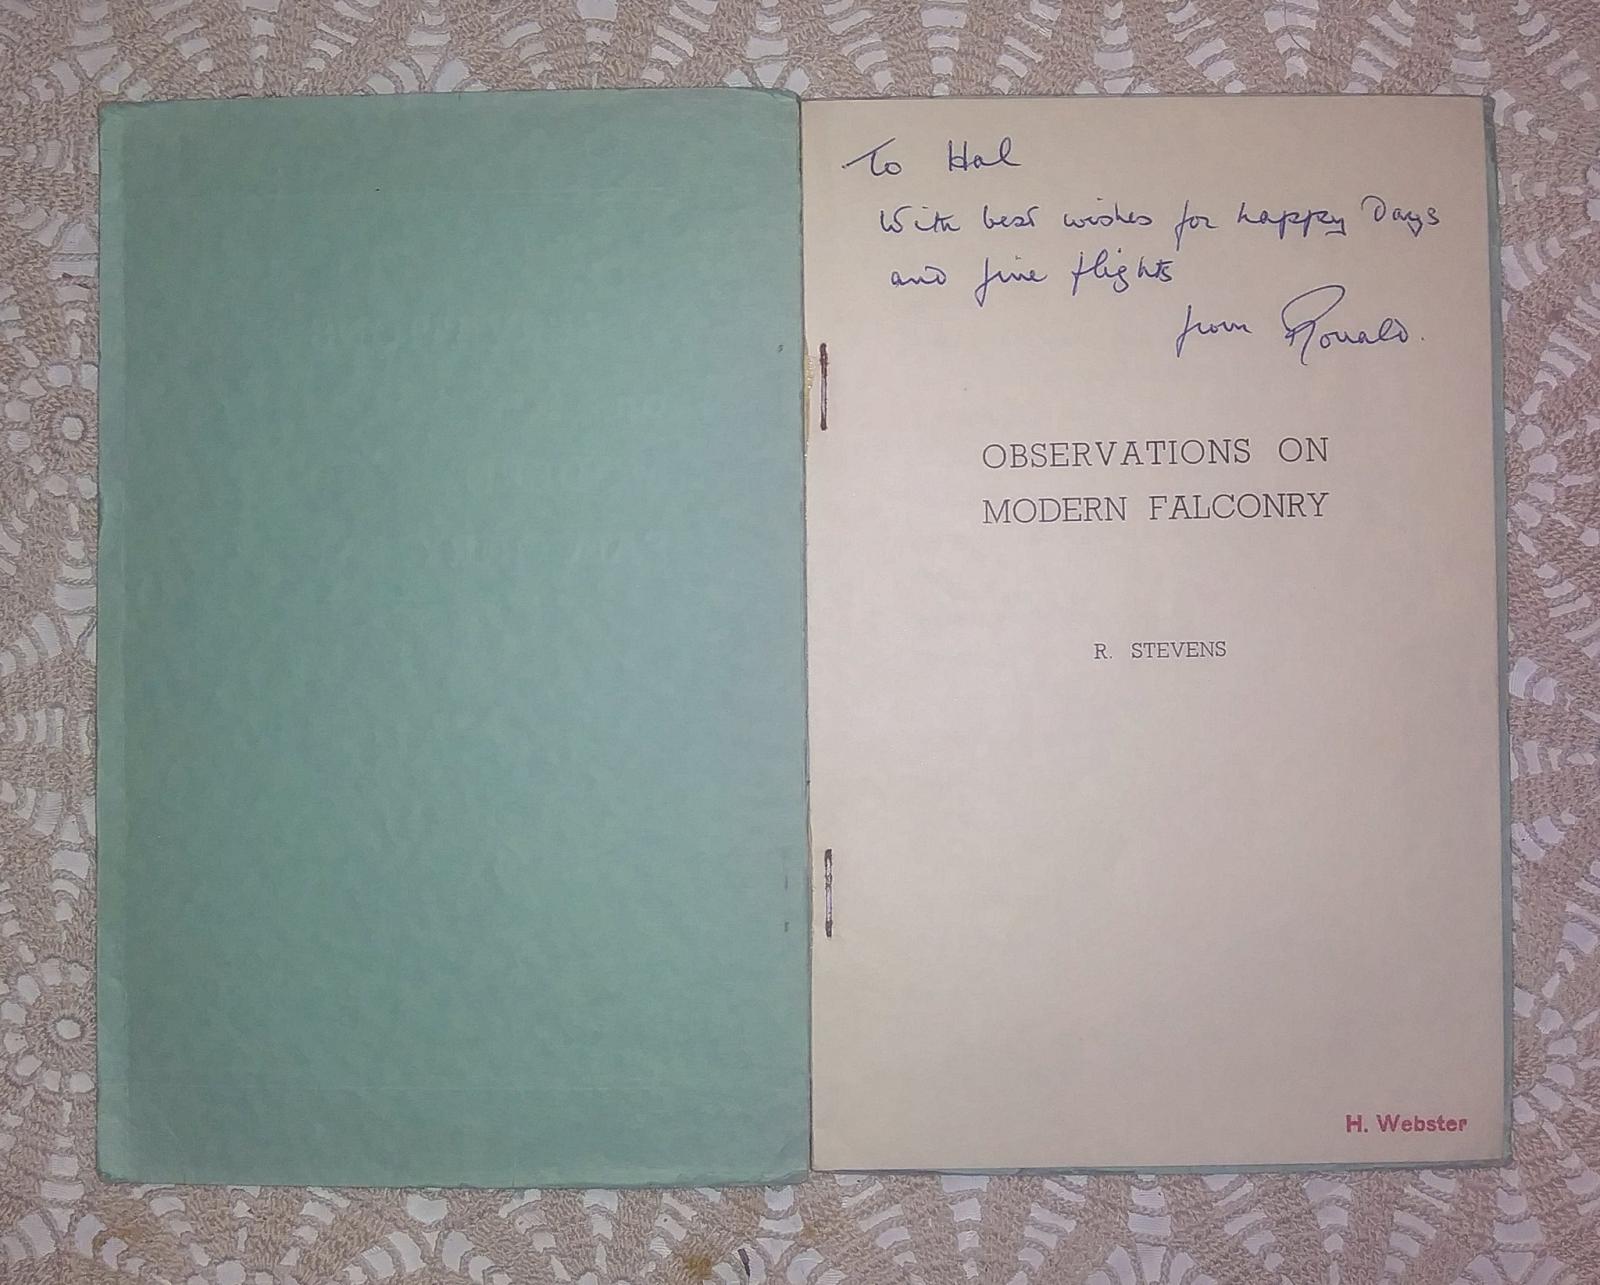 To Hal
With best wishes for happy Days
and fine flights
from Ronald.
OBSERVATIONS ON
MODERN FALCONRY
R. STEVENS
H. Webster